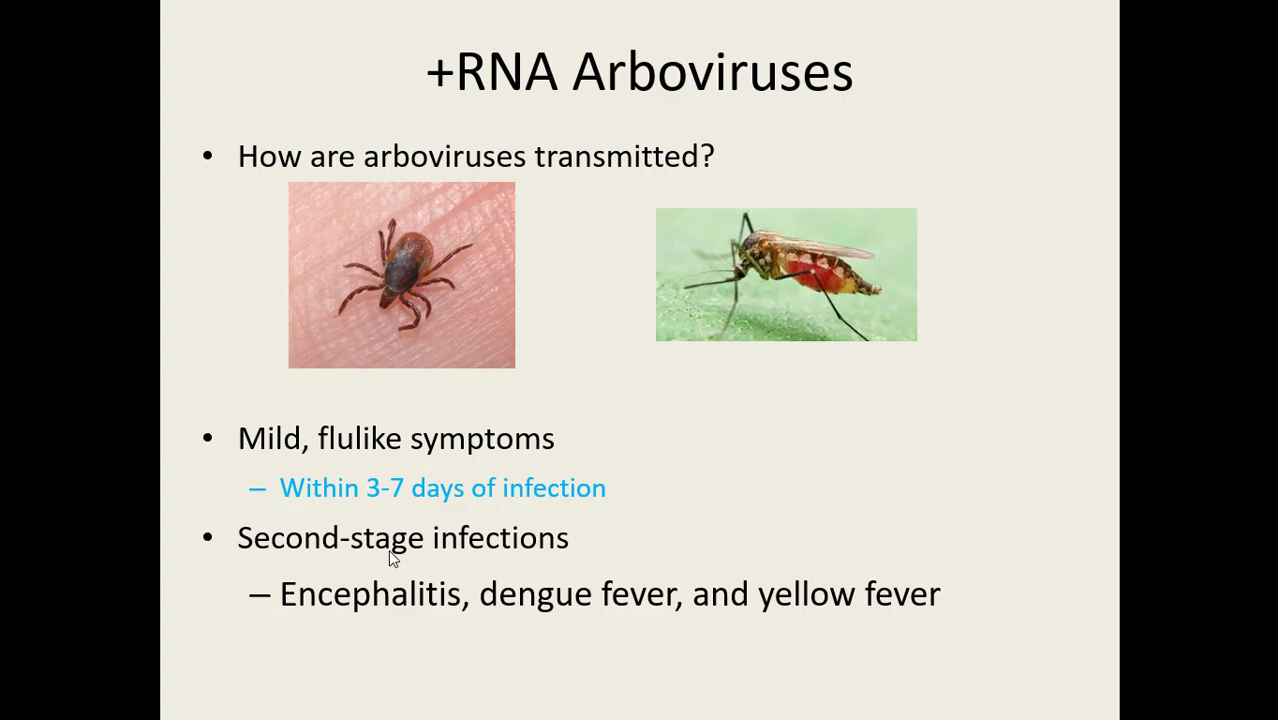 +RNA Arboviruses
• How are arboviruses transmitted?
• Mild, flulike symptoms
– Within 3-7 days of infection
• Second-stage infections
– Encephalitis, dengue fever, and yellow fever